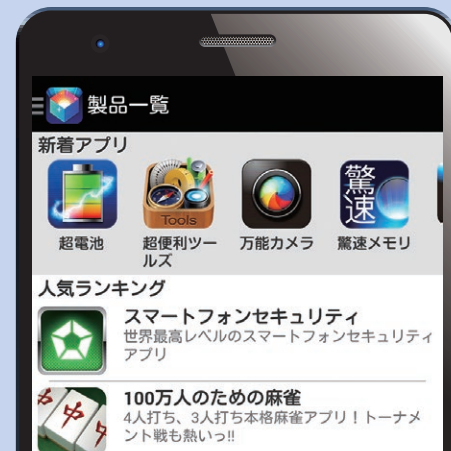 製品一覧
新着アプリ
Tools
驚速
超電池
超便利ツー
ルズ
万能カメラ
驚速メモリ
人気ランキング
スマートフォンセキュリティ
世界最高レベルのスマートフォンセキュリティ
アプリ
中
中
100万人のための麻雀
4人打ち、3人打ち本格麻雀アプリ！トーナメ
ント戦も熱いっ!!